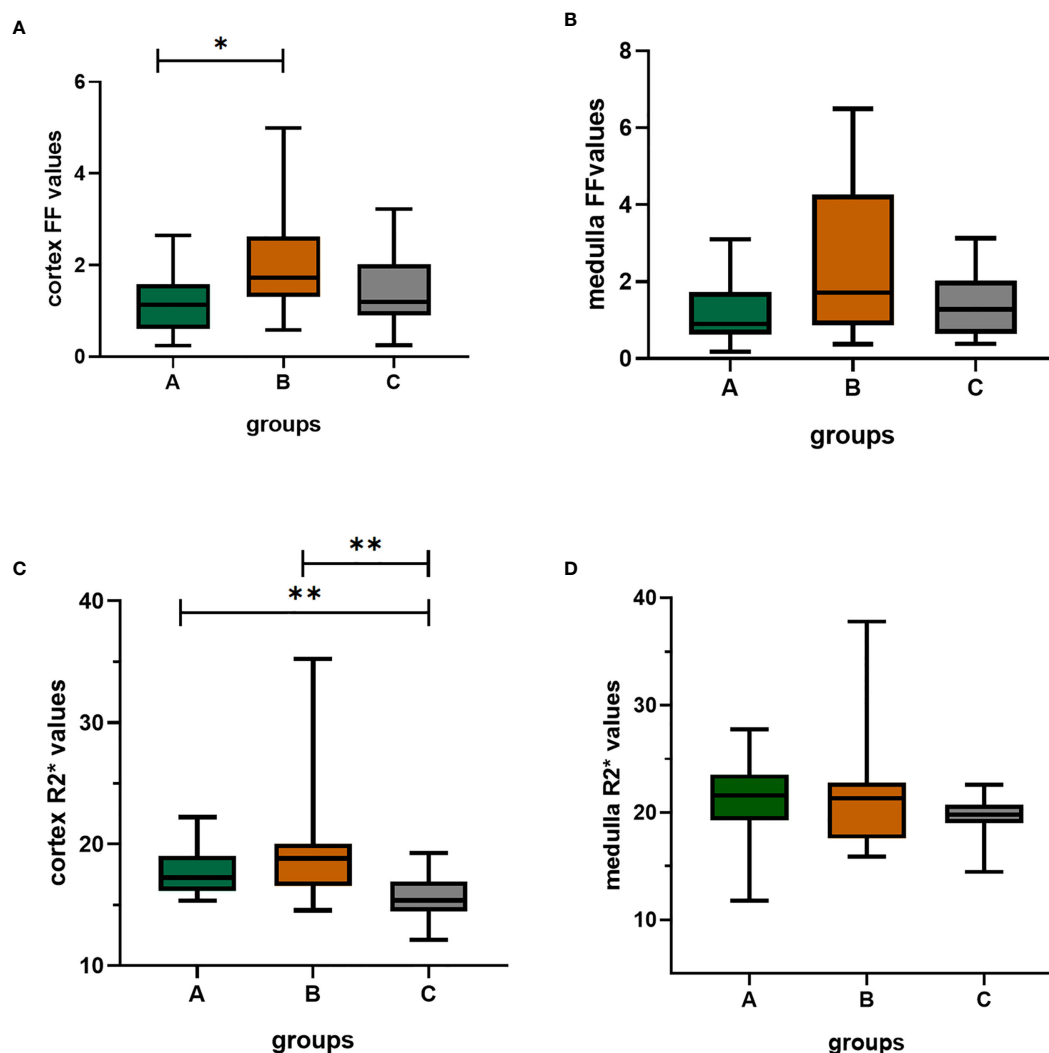 A
*
6
4
2
0
cortex FF values
A B C
groups
B
8
6
4
2
0
medulla FFvalues
A B C
groups
C
**
**
40
30
20
10
cortex R2* values
A B C
groups
D
40
30
20
10
medulla R2* values
A B C
groups